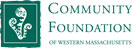 COMMUNITY
FOUNDATION
OF WESTERN MASSACHUSETTS